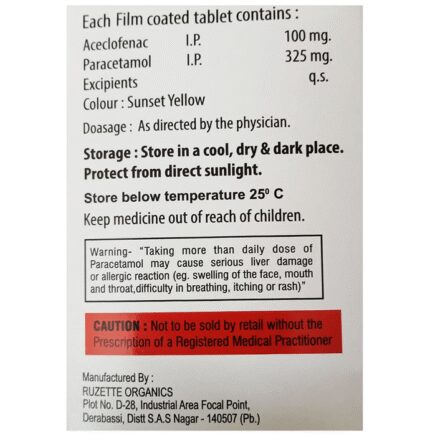 Each Film coated tablet contains :
Aceclofenac I.P. 100 mg.
Paracetamol I.P. 325 mg.
Excipients q.s.
Colour : Sunset Yellow
Doasage : As directed by the physician.
Storage : Store in a cool, dry & dark place.
Protect from direct sunlight.
Store below temperature 25⁰ C
Keep medicine out of reach of children.
Warning- “Taking more than daily dose of
Paracetamol may cause serious liver damage
or allergic reaction (eg. swelling of the face, mouth
and throat,difficulty in breathing, itching or rash)”
CAUTION : Not to be sold by retail without the
Prescription of a Registered Medical Practitioner
Manufactured By :
RUZETTE ORGANICS
Plot No. D-28, Industrial Area Focal Point,
Derabassi, Distt S.A.S Nagar - 140507 (Pb.)